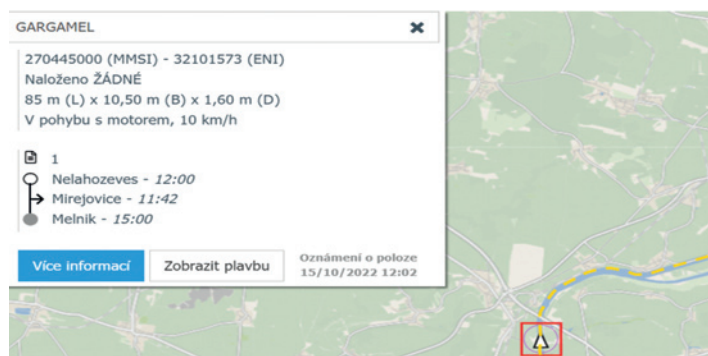 GARGAMEL
270445000 (MMSI) - 32101573 (ENI)
Naloženo ŽÁDNÉ
85 m (L) x 10,50 m (B) x 1,60 m (D)
V pohybu s motorem, 10 km/h
1
Nelahozeves - 12:00
Mirejovice - 11:42
Melnik - 15:00
Více informací
Zobrazit plavbu
Oznámení o poloze
15/10/2022 12:02